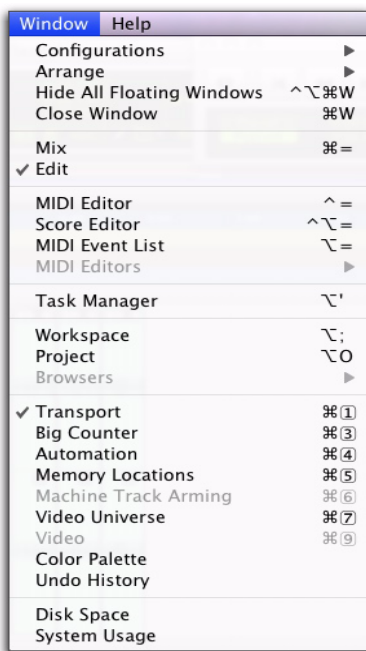 Window Help
Configurations ▶
Arrange ▶
Hide All Floating Windows ^⌥⌘W
Close Window ⌘W
Mix ⌘=
✓ Edit
MIDI Editor ^=
Score Editor ^⌥=
MIDI Event List ⌥=
MIDI Editors ▶
Task Manager ⌥'
Workspace ⌥;
Project ⌥O
Browsers ▶
✓ Transport ⌘1
Big Counter ⌘3
Automation ⌘4
Memory Locations ⌘5
Machine Track Arming ⌘6
Video Universe ⌘7
Video ⌘9
Color Palette
Undo History
Disk Space
System Usage